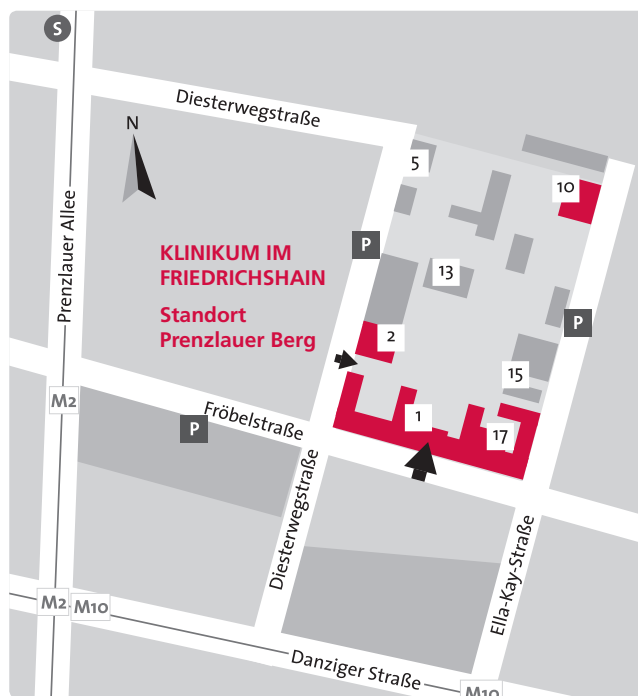 S
Diesterwegstraße
N
5
10
Prenzlauer Allee
P
KLINIKUM IM
FRIEDRICHSHAIN
13
Standort
Prenzlauer Berg
P
2
15
M2
Fröbelstraße
P
1
17
Diesterwegstraße
Ella-Kay-Straße
M2
M10
Danziger Straße
M10